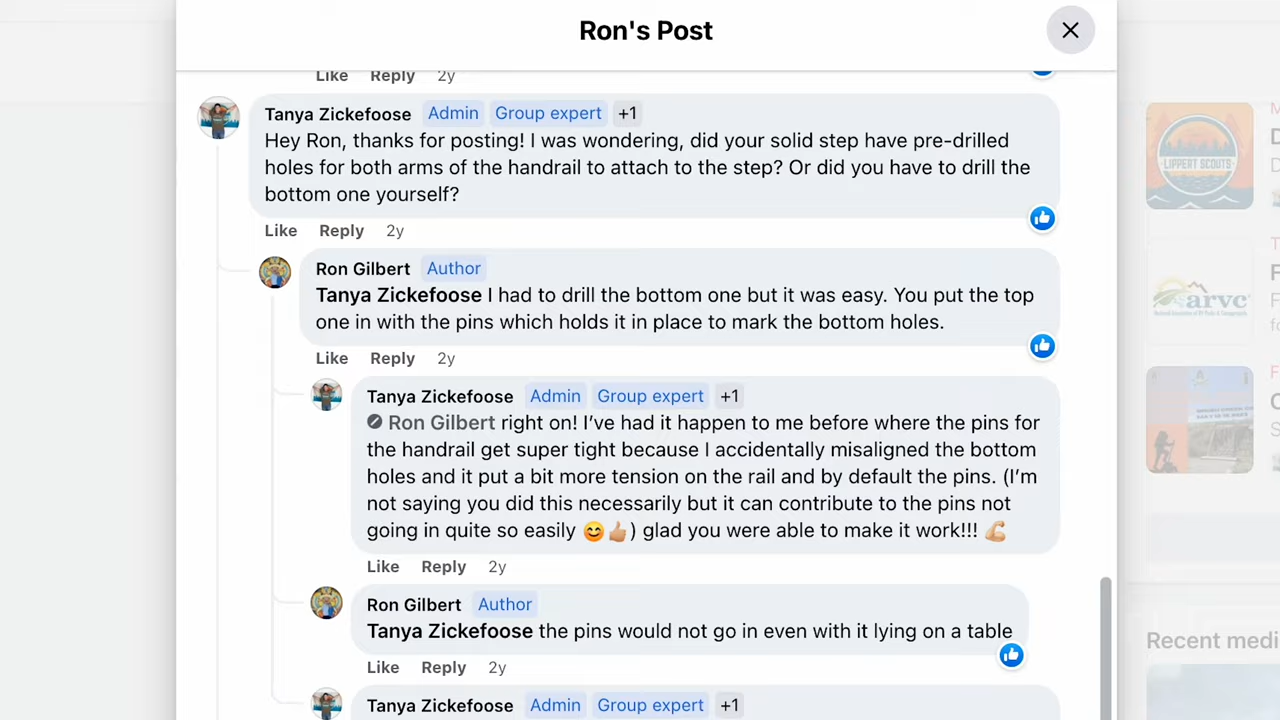 Ron's Post
Like Reply 2y
Tanya Zickefoose Admin Group expert +1
Hey Ron, thanks for posting! I was wondering, did your solid step have pre-drilled
holes for both arms of the handrail to attach to the step? Or did you have to drill the
bottom one yourself?
Like Reply 2y
Ron Gilbert Author
Tanya Zickefoose I had to drill the bottom one but it was easy. You put the top
one in with the pins which holds it in place to mark the bottom holes.
Like Reply 2y
Tanya Zickefoose Admin Group expert +1
Ron Gilbert right on! I’ve had it happen to me before where the pins for
the handrail get super tight because I accidentally misaligned the bottom
holes and it put a bit more tension on the rail and by default the pins. (I’m
not saying you did this necessarily but it can contribute to the pins not
going in quite so easily 😊👍🏼) glad you were able to make it work!!! 💪🏼
Like Reply 2y
Ron Gilbert Author
Tanya Zickefoose the pins would not go in even with it lying on a table
Like Reply 2y
Tanya Zickefoose Admin Group expert +1
LIPPERT SCOUTS
arvc
Recent medi